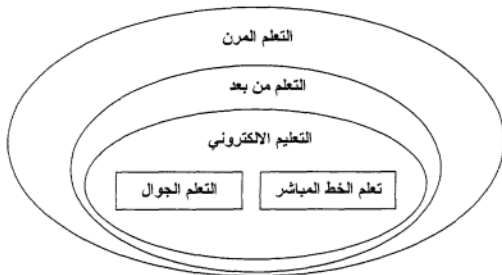 التعلم المرن
التعلم من بعد
التعليم الالكتروني
تعلم الخط المباشر
التعلم الجوال